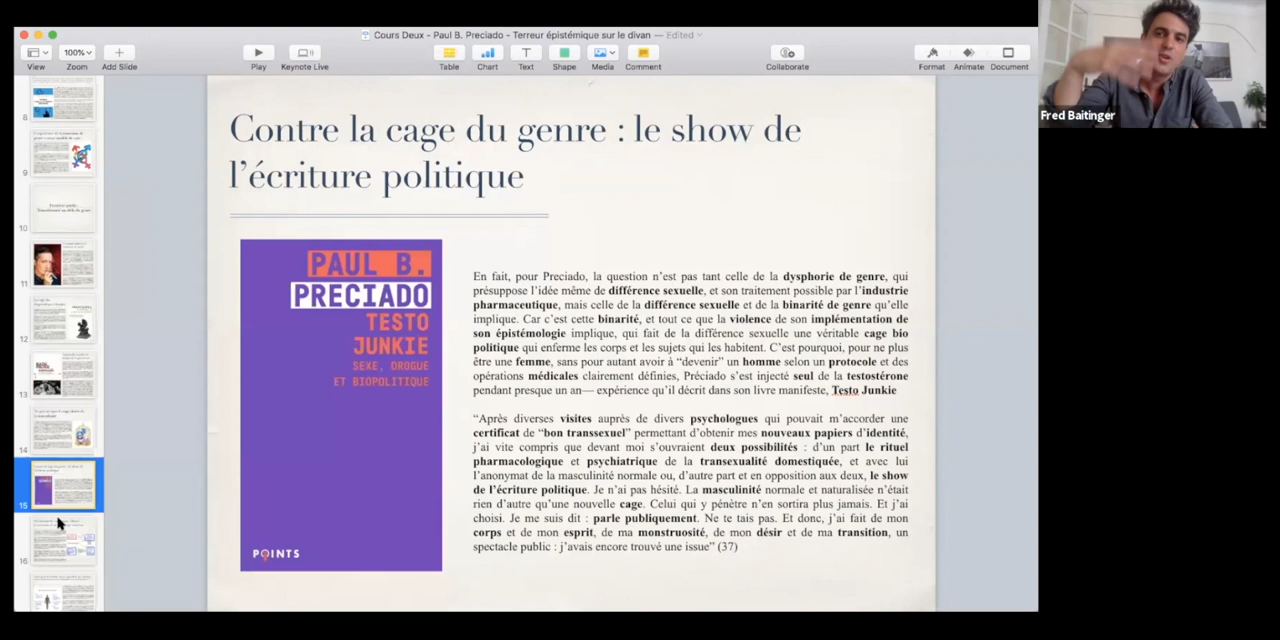 Cours Deux - Paul B. Preciado - Terreur épistémique sur le divan — Edited
100%
View Zoom Add Slide
Play Keynote Live
Table Chart Text Shape Media Comment
Collaborate
Format Animate Document
Fred Baitinger
8
9
10
11
12
13
14
15
16
Contre la cage du genre : le show de
l’écriture politique
PAUL B.
PRECIADO
TESTO
JUNKIE
SEXE, DROGUE
ET BIOPOLITIQUE
POINTS
En fait, pour Preciado, la question n’est pas tant celle de la dysphorie de genre, qui
présuppose l’idée même de différence sexuelle, et son traitement possible par l’industrie
pharmaceutique, mais celle de la différence sexuelle et de la binarité de genre qu’elle
implique. Car c’est cette binarité, et tout ce que la violence de son implémentation de
son épistémologie implique, qui fait de la différence sexuelle une véritable cage bio
politique qui enferme les corps et les sujets qui les habitent. C’est pourquoi, pour ne plus
être une femme, sans pour autant avoir à “devenir” un homme selon un protocole et des
opérations médicales clairement définies, Préciado s’est injecté seul de la testostérone
pendant presque un an— expérience qu’il décrit dans son livre manifeste, Testo Junkie
“Après diverses visites auprès de divers psychologues qui pouvait m’accorder une
certificat de “bon transsexuel” permettant d’obtenir mes nouveaux papiers d’identité,
j’ai vite compris que devant moi s’ouvraient deux possibilités : d’un part le rituel
pharmacologique et psychiatrique de la transexualité domestiquée, et avec lui
l’anonymat de la masculinité normale ou, d’autre part et en opposition aux deux, le show
de l’écriture politique. Je n’ai pas hésité. La masculinité normale et naturalisée n’était
rien d’autre qu’une nouvelle cage. Celui qui y pénètre n’en sortira plus jamais. Et j’ai
choisi. Je me suis dit : parle publiquement. Ne te tais pas. Et donc, j’ai fait de mon
corps et de mon esprit, de ma monstruosité, de mon désir et de ma transition, un
spectacle public : j’avais encore trouvé une issue” (37)